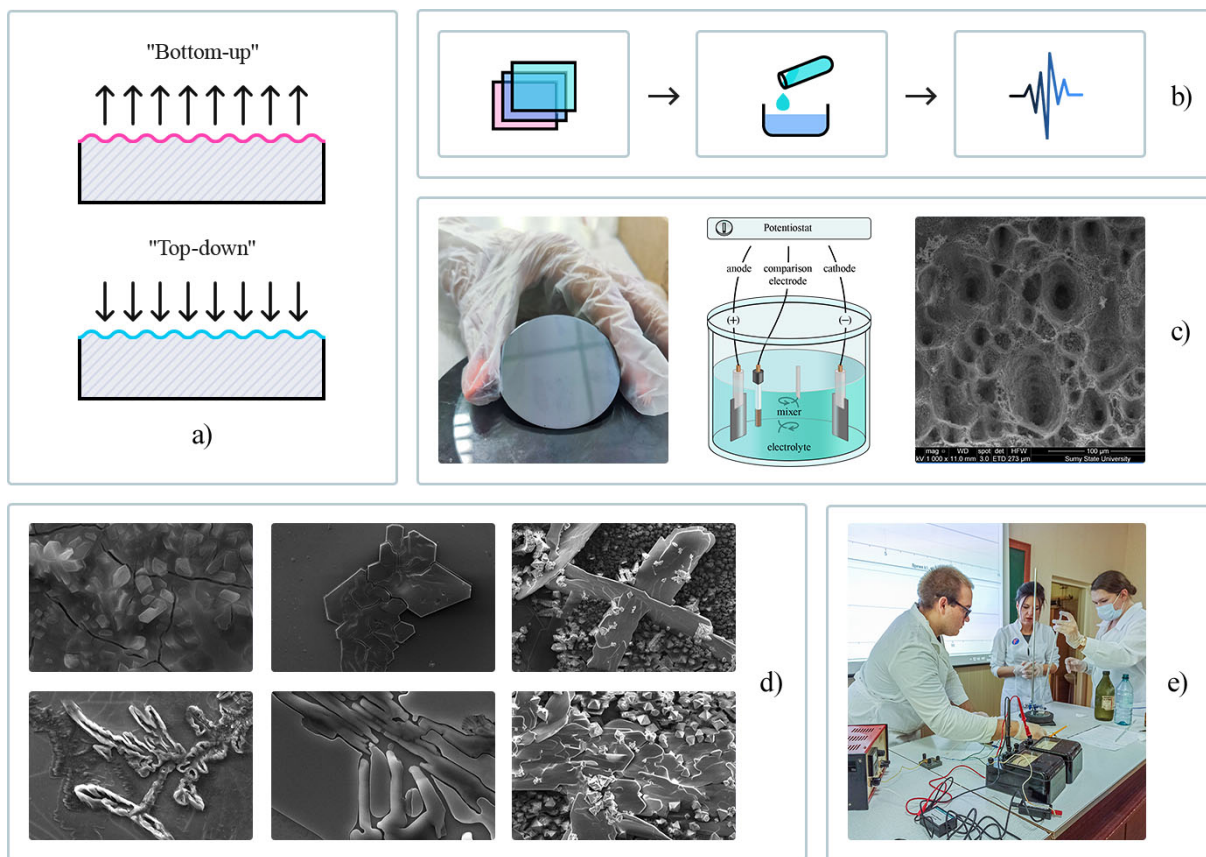 "Bottom-up"
"Top-down"
a)
b)
Potentiostat
anode
comparison
electrode
cathode
(+)
(−)
mixer
electrolyte
mag WD spot det HFW 100 μm
kV 1 000 x 11.0 mm 3.0 ETD 273 μm Sumy State University
c)
d)
e)